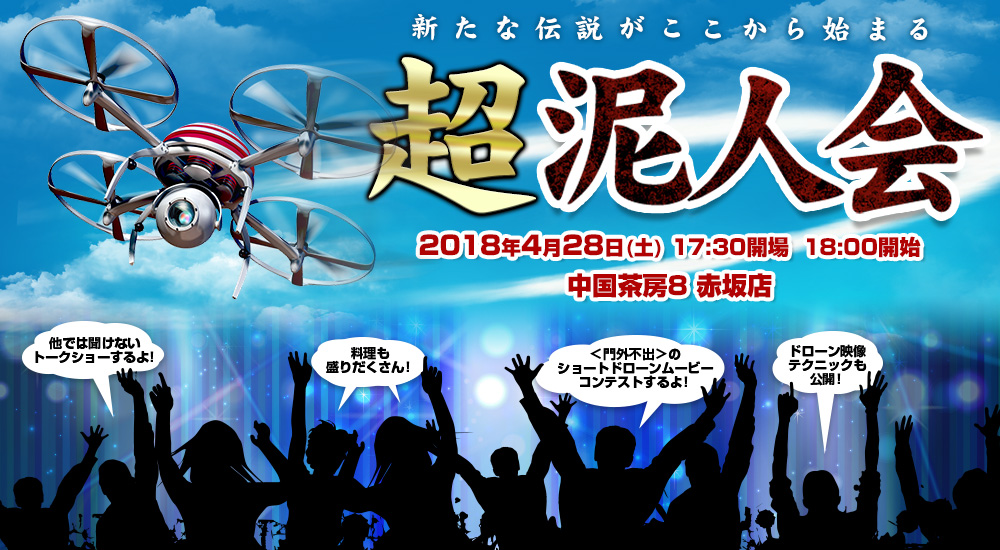 新たな伝説がここから始まる
超泥人会
2018年4月28日(土) 17:30開場 18:00開始
中国茶房8 赤坂店
他では聞けない
トークショーするよ!
料理も
盛りだくさん!
<門外不出>の
ショートドローンムービー
コンテストするよ!
ドローン映像
テクニックも
公開!